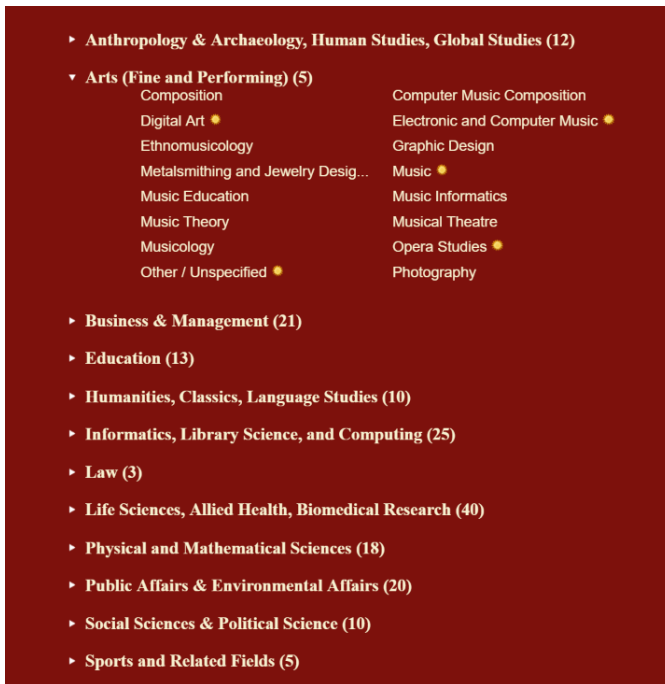 Anthropology & Archaeology, Human Studies, Global Studies (12)
Arts (Fine and Performing) (5)
Composition Computer Music Composition
Digital Art Electronic and Computer Music
Ethnomusicology Graphic Design
Metalsmithing and Jewelry Desig... Music
Music Education Music Informatics
Music Theory Musical Theatre
Musicology Opera Studies
Other / Unspecified Photography
Business & Management (21)
Education (13)
Humanities, Classics, Language Studies (10)
Informatics, Library Science, and Computing (25)
Law (3)
Life Sciences, Allied Health, Biomedical Research (40)
Physical and Mathematical Sciences (18)
Public Affairs & Environmental Affairs (20)
Social Sciences & Political Science (10)
Sports and Related Fields (5)